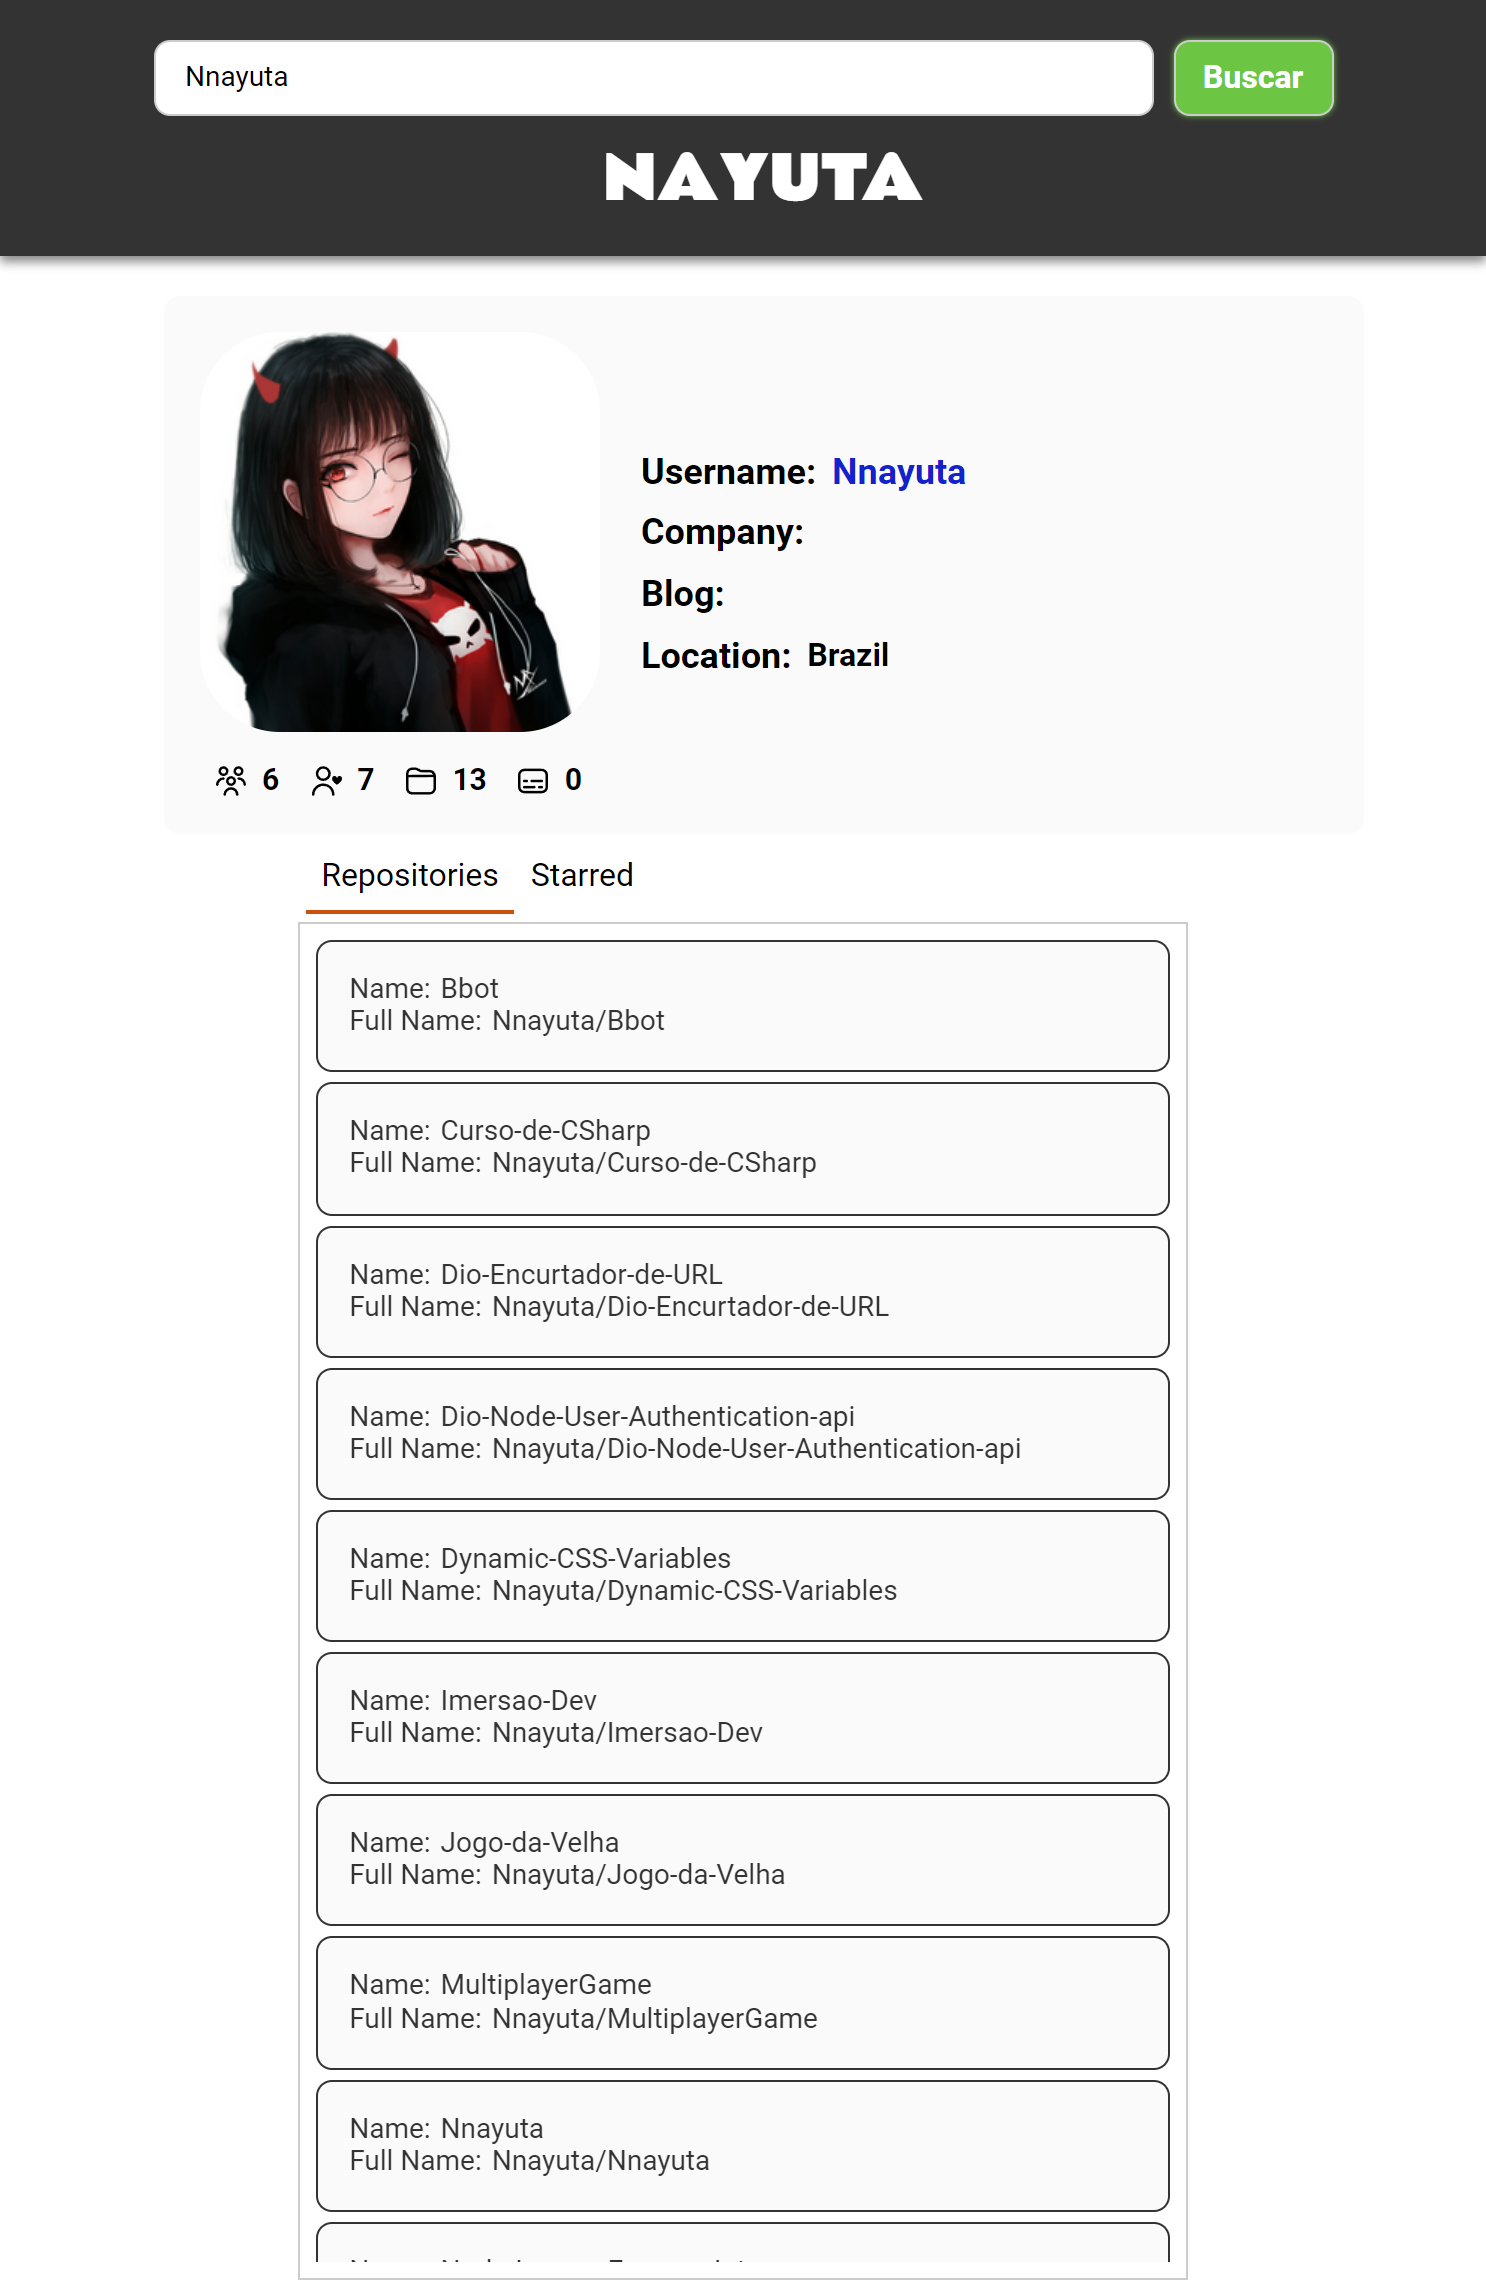 Nnayuta
Buscar
NAYUTA
Username: Nnayuta
Company:
Blog:
Location: Brazil
6 7 13 0
Repositories Starred
Name: Bbot
Full Name: Nnayuta/Bbot
Name: Curso-de-CSharp
Full Name: Nnayuta/Curso-de-CSharp
Name: Dio-Encurtador-de-URL
Full Name: Nnayuta/Dio-Encurtador-de-URL
Name: Dio-Node-User-Authentication-api
Full Name: Nnayuta/Dio-Node-User-Authentication-api
Name: Dynamic-CSS-Variables
Full Name: Nnayuta/Dynamic-CSS-Variables
Name: Imersao-Dev
Full Name: Nnayuta/Imersao-Dev
Name: Jogo-da-Velha
Full Name: Nnayuta/Jogo-da-Velha
Name: MultiplayerGame
Full Name: Nnayuta/MultiplayerGame
Name: Nnayuta
Full Name: Nnayuta/Nnayuta